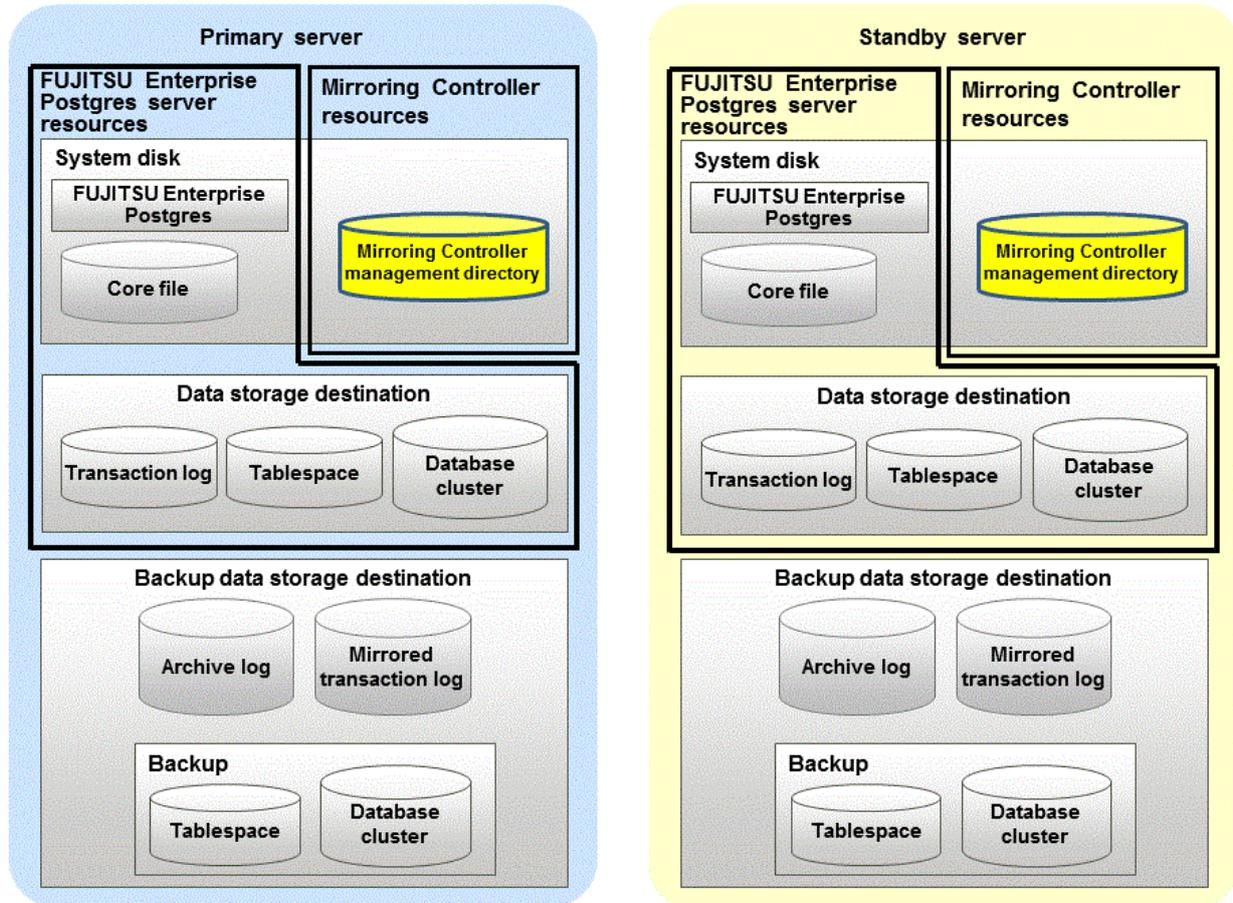 Primary server
FUJITSU Enterprise
Postgres server
resources
Mirroring Controller
resources
System disk
FUJITSU Enterprise
Postgres
Core file
Mirroring Controller
management directory
Data storage destination
Transaction log
Tablespace
Database
cluster
Backup data storage destination
Archive log
Mirrored
transaction log
Backup
Tablespace
Database
cluster
Standby server
FUJITSU Enterprise
Postgres server
resources
Mirroring Controller
resources
System disk
FUJITSU Enterprise
Postgres
Core file
Mirroring Controller
management directory
Data storage destination
Transaction log
Tablespace
Database
cluster
Backup data storage destination
Archive log
Mirrored
transaction log
Backup
Tablespace
Database
cluster